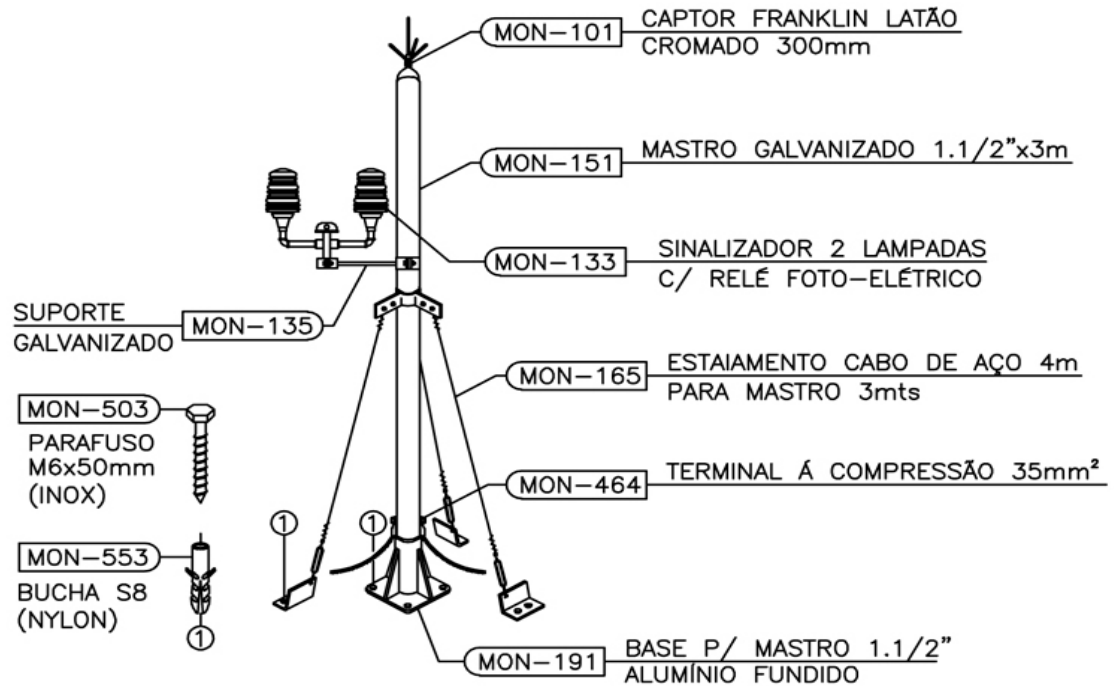 MON-101
CAPTOR FRANKLIN LATÃO
CROMADO 300mm
MON-151
MASTRO GALVANIZADO 1.1/2"x3m
MON-133
SINALIZADOR 2 LAMPADAS
C/ RELÉ FOTO-ELÉTRICO
SUPORTE
GALVANIZADO
MON-135
MON-165
ESTAIAMENTO CABO DE AÇO 4m
PARA MASTRO 3mts
MON-503
PARAFUSO
M6x50mm
(INOX)
MON-464
TERMINAL Á COMPRESSÃO 35mm²
1
1
MON-553
BUCHA S8
(NYLON)
1
MON-191
BASE P/ MASTRO 1.1/2"
ALUMÍNIO FUNDIDO